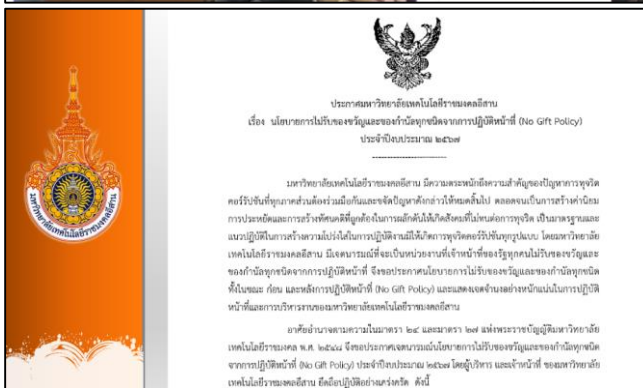 ประกาศมหาวิทยาลัยเทคโนโลยีราชมงคลอีสาน
เรื่อง นโยบายการไม่รับของขวัญและของกำนัลทุกชนิดจากการปฏิบัติหน้าที่ (No Gift Policy)
ประจำปีงบประมาณ ๒๕๖๗
มหาวิทยาลัยเทคโนโลยีราชมงคลอีสาน มีความตระหนักถึงความสำคัญของปัญหาการทุจริต
คอร์รัปชันที่ทุกภาคส่วนต้องร่วมมือกันและขจัดปัญหาดังกล่าวให้หมดสิ้นไป ตลอดจนเป็นการสร้างค่านิยม
การประหยัดและการสร้างทัศนคติที่ถูกต้องในการผลักดันให้เกิดสังคมที่ไม่ทนต่อการทุจริต เป็นมาตรฐานและ
แนวปฏิบัติในการสร้างความโปร่งใสในการปฏิบัติงานมิให้เกิดการทุจริตคอร์รัปชันทุกรูปแบบ โดยมหาวิทยาลัย
เทคโนโลยีราชมงคลอีสาน มีเจตนารมณ์ที่จะเป็นหน่วยงานที่เจ้าหน้าที่ของรัฐทุกคนไม่รับของขวัญและ
ของกำนัลทุกชนิดจากการปฏิบัติหน้าที่ จึงขอประกาศนโยบายการไม่รับของขวัญและของกำนัลทุกชนิด
ทั้งในขณะ ก่อน และหลังการปฏิบัติหน้าที่ (No Gift Policy) และแสดงเจตจำนงอย่างหนักแน่นในการปฏิบัติ
หน้าที่และการบริหารงานของมหาวิทยาลัยเทคโนโลยีราชมงคลอีสาน
อาศัยอำนาจตามความในมาตรา ๒๔ และมาตรา ๒๗ แห่งพระราชบัญญัติมหาวิทยาลัย
เทคโนโลยีราชมงคล พ.ศ. ๒๕๔๘ จึงขอประกาศเจตนารมณ์นโยบายการไม่รับของขวัญและของกำนัลทุกชนิด
จากการปฏิบัติหน้าที่ (No Gift Policy) ประจำปีงบประมาณ ๒๕๖๗ โดยผู้บริหาร และเจ้าหน้าที่ ของมหาวิทยาลัย
เทคโนโลยีราชมงคลอีสาน ยึดถือปฏิบัติอย่างเคร่งครัด ดังนี้
มหาวิทยาลัยเทคโนโลยีราชมงคลอีสาน